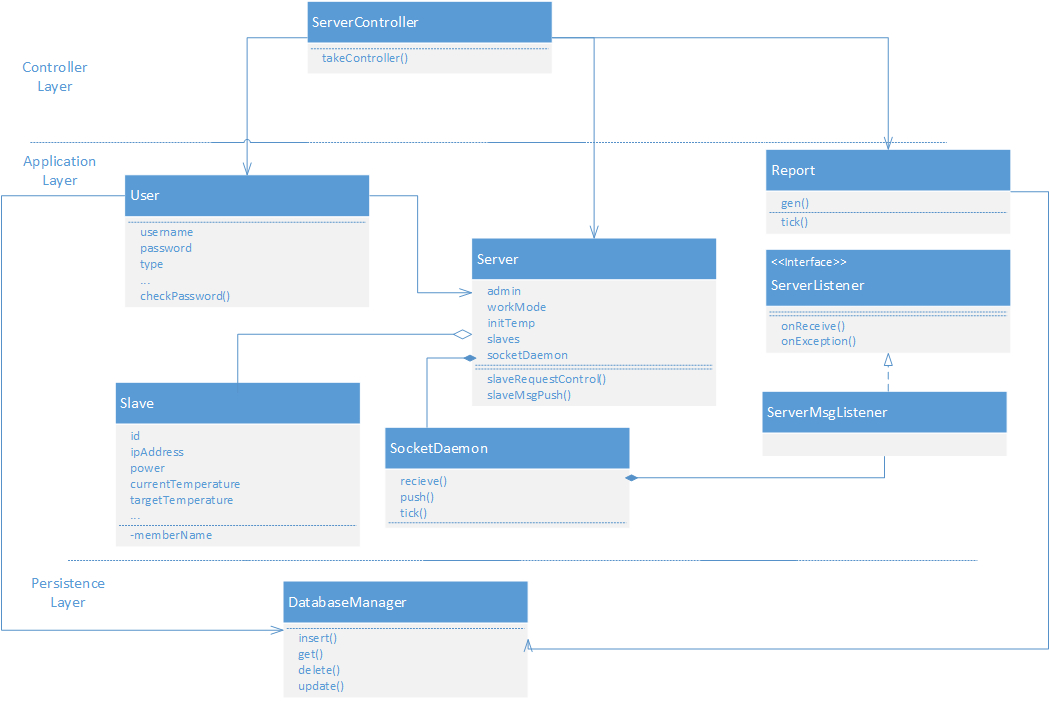 ServerController
takeController()
Controller
Layer
Application
Layer
User
username
password
type
...
checkPassword()
Report
gen()
tick()
Server
admin
workMode
initTemp
slaves
socketDaemon
slaveRequestControl()
slaveMsgPush()
<<Interface>>
ServerListener
onReceive()
onException()
Slave
id
ipAddress
power
currentTemperature
targetTemperature
...
-memberName
SocketDaemon
recieve()
push()
tick()
ServerMsgListener
Persistence
Layer
DatabaseManager
insert()
get()
delete()
update()